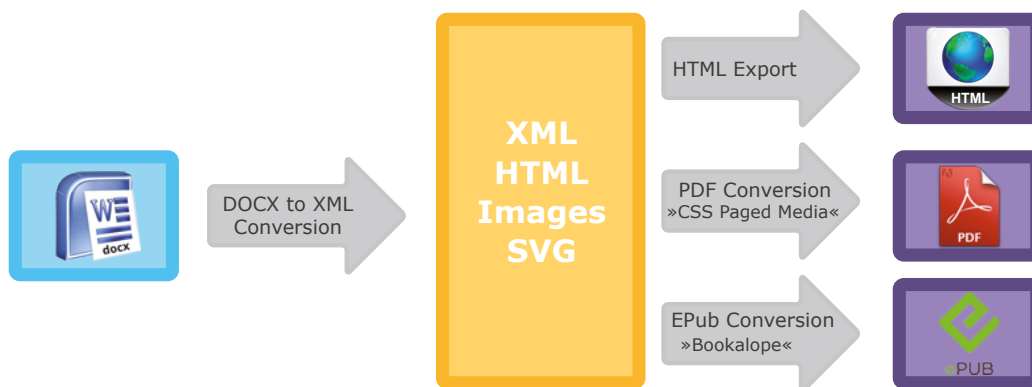 W
docx
DOCX to XML
Conversion
XML
HTML
Images
SVG
HTML Export
PDF Conversion
»CSS Paged Media«
EPub Conversion
»Bookalope«
HTML
PDF
ePUB